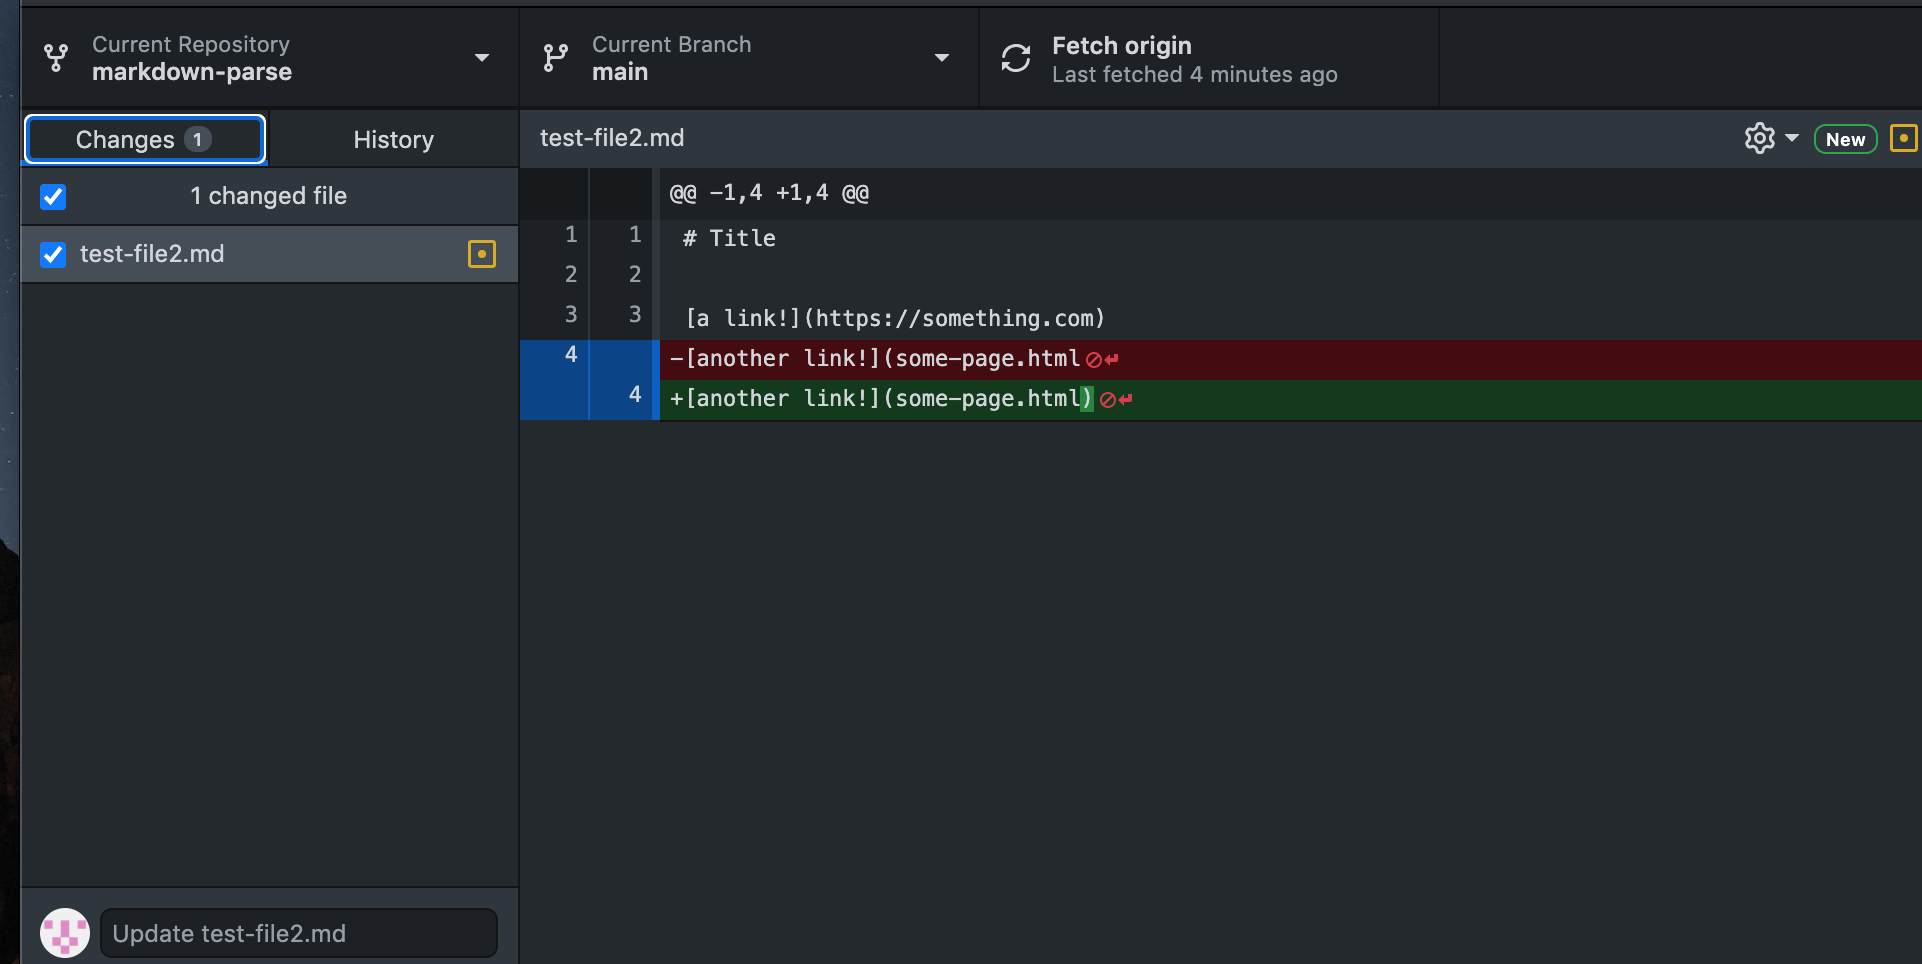 Current Repository
markdown-parse
Current Branch
main
Fetch origin
Last fetched 4 minutes ago
Changes 1
History
1 changed file
test-file2.md
test-file2.md
New
@@ -1,4 +1,4 @@
1 1 # Title
2 2
3 3 [a link!](https://something.com)
4 -[another link!](some-page.html
4 +[another link!](some-page.html)
Update test-file2.md